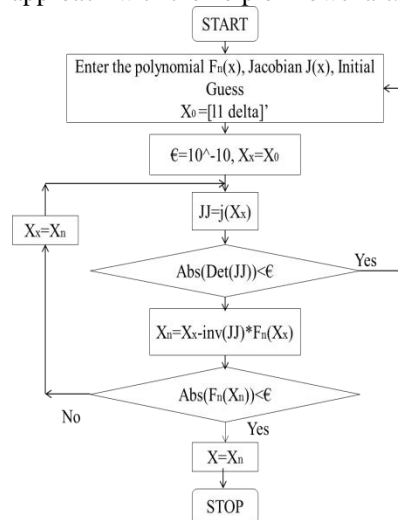 START
Enter the polynomial Fn(x), Jacobian J(x), Initial
Guess
X0 =[l1 delta]’
€=10^-10, Xx=X0
JJ=j(Xx)
Xx=Xn
Abs(Det(JJ))<€
Yes
Xn=Xx-inv(JJ)*Fn(Xx)
Abs(Fn(Xn))<€
No
Yes
X=Xn
STOP